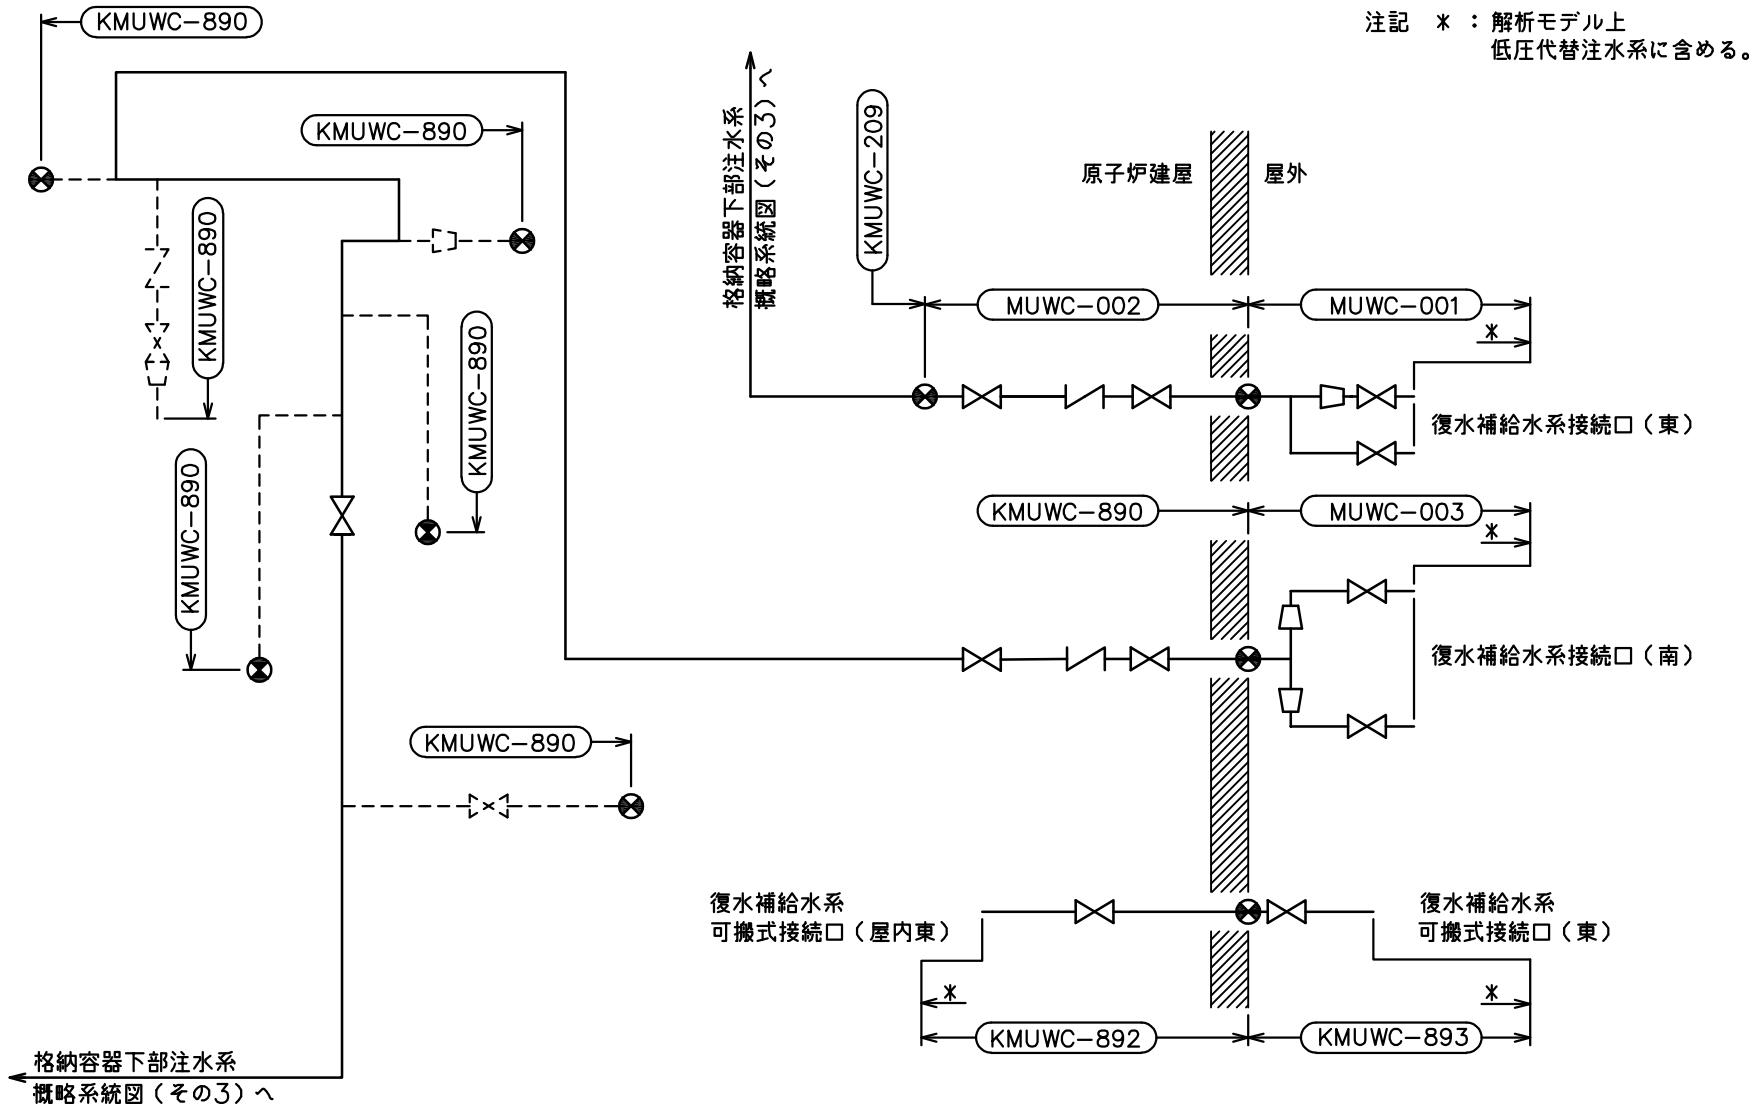 KMUWC-890
注記 * : 解析モデル上
低圧代替注水系に含める。
KMUWC-890
格納容器下部注水系
概略系統図(その3)へ
KMUWC-209
原子炉建屋
屋外
KMUWC-890
MUWC-002
MUWC-001
*
KMUWC-890
復水補給水系接続口(東)
KMUWC-890
KMUWC-890
MUWC-003
*
復水補給水系接続口(南)
KMUWC-890
復水補給水系
可搬式接続口(屋内東)
復水補給水系
可搬式接続口(東)
*
*
KMUWC-892
KMUWC-893
格納容器下部注水系
概略系統図(その3)へ